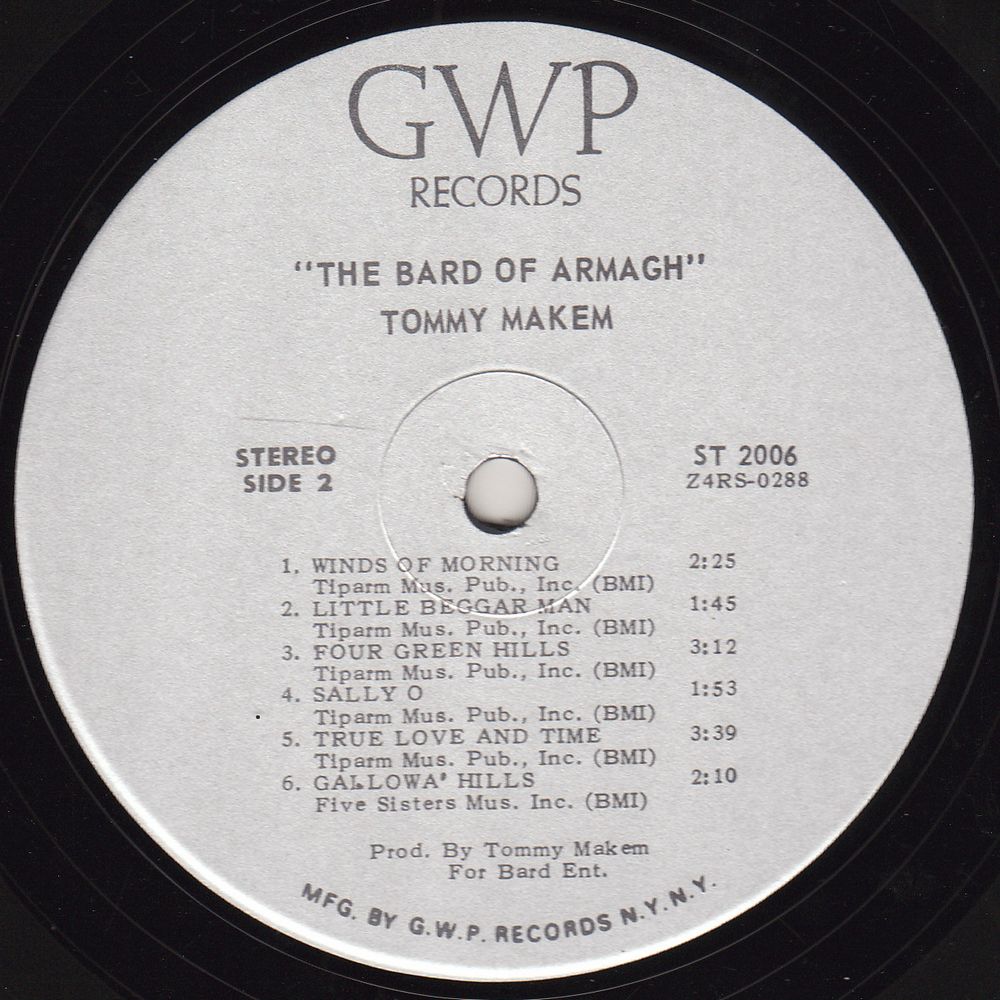 GWP
RECORDS
"THE BARD OF ARMAGH"
TOMMY MAKEM
STEREO
SIDE 2
ST 2006
Z4RS-0288
1. WINDS OF MORNING 2:25
Tiparm Mus. Pub., Inc. (BMI)
2. LITTLE BEGGAR MAN 1:45
Tiparm Mus. Pub., Inc. (BMI)
3. FOUR GREEN HILLS 3:12
Tiparm Mus. Pub., Inc. (BMI)
4. SALLY O 1:53
Tiparm Mus. Pub., Inc. (BMI)
5. TRUE LOVE AND TIME 3:39
Tiparm Mus. Pub., Inc. (BMI)
6. GALLOWA' HILLS 2:10
Five Sisters Mus. Inc. (BMI)
Prod. By Tommy Makem
For Bard Ent.
MFG. BY G.W.P. RECORDS N.Y.N.Y.